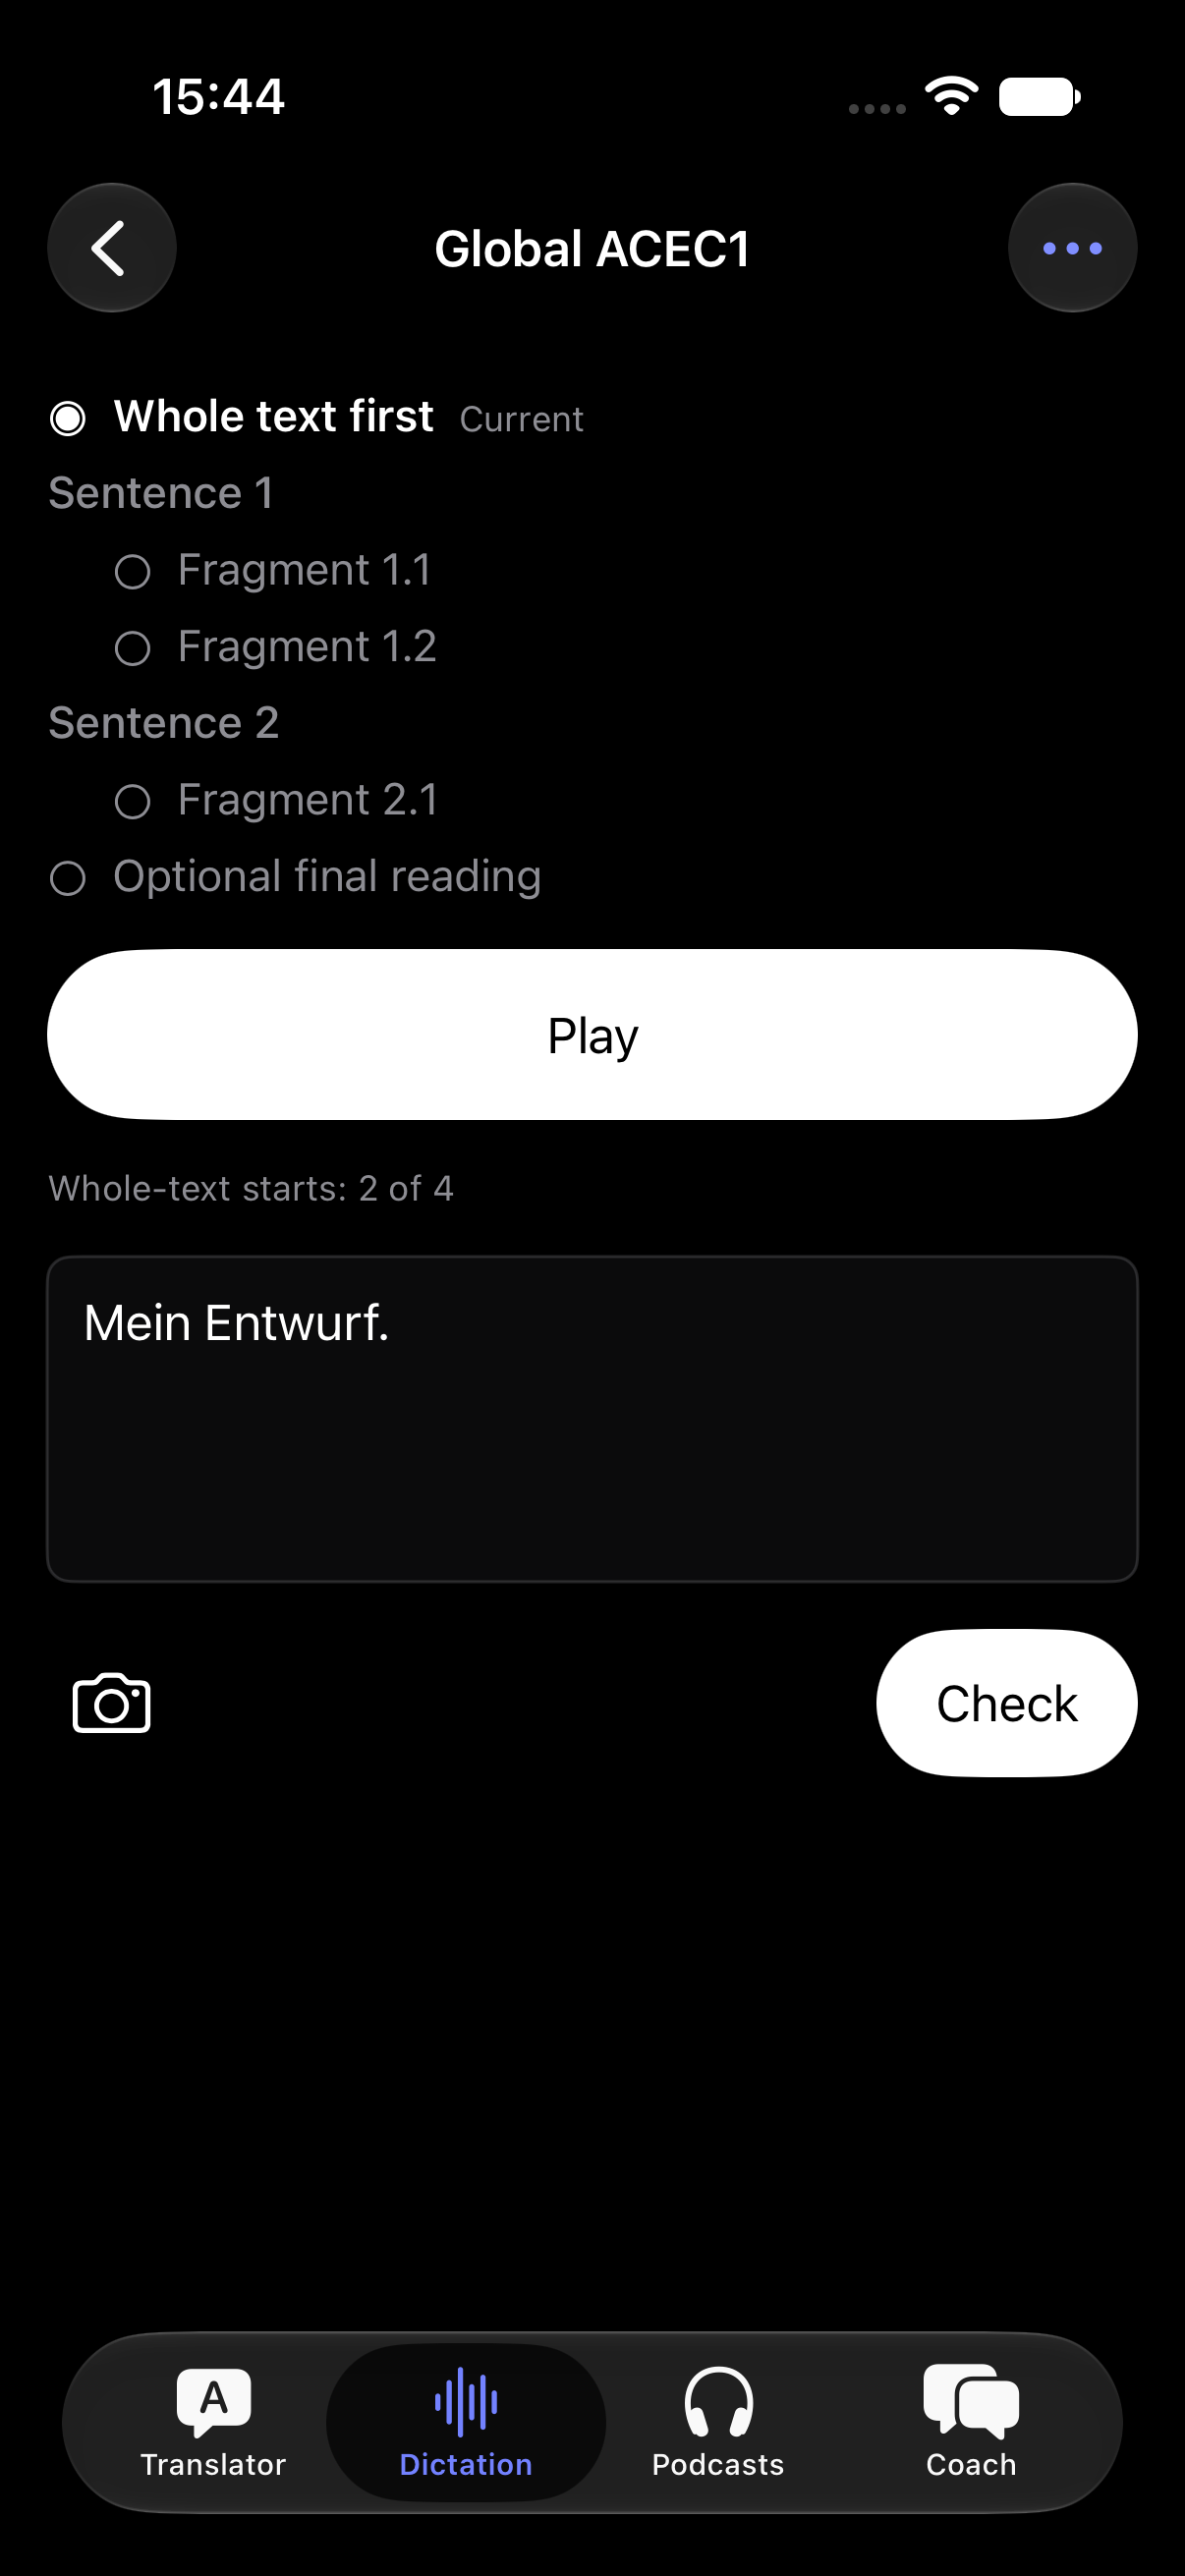 15:44
Global ACEC1
Whole text first Current
Sentence 1
Fragment 1.1
Fragment 1.2
Sentence 2
Fragment 2.1
Optional final reading
Play
Whole-text starts: 2 of 4
Mein Entwurf.
Check
A
Translator
Dictation
Podcasts
Coach